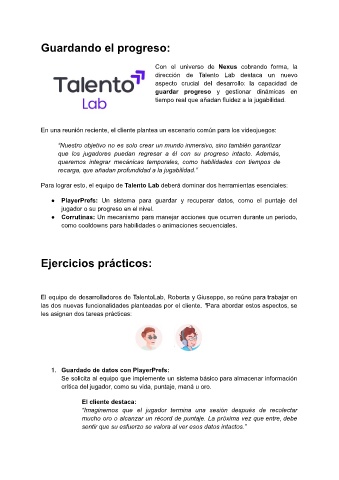 Guardando el progreso:
Talento
Lab
Con el universo de Nexus cobrando forma, la
dirección de Talento Lab destaca un nuevo
aspecto crucial del desarrollo: la capacidad de
guardar progreso y gestionar dinámicas en
tiempo real que añadan fluidez a la jugabilidad.
En una reunión reciente, el cliente plantea un escenario común para los videojuegos:
"Nuestro objetivo no es solo crear un mundo inmersivo, sino también garantizar
que los jugadores puedan regresar a él con su progreso intacto. Además,
queremos integrar mecánicas temporales, como habilidades con tiempos de
recarga, que añadan profundidad a la jugabilidad."
Para lograr esto, el equipo de Talento Lab deberá dominar dos herramientas esenciales:
● PlayerPrefs: Un sistema para guardar y recuperar datos, como el puntaje del
jugador o su progreso en el nivel.
● Corrutinas: Un mecanismo para manejar acciones que ocurren durante un período,
como cooldowns para habilidades o animaciones secuenciales.
Ejercicios prácticos:
El equipo de desarrolladores de TalentoLab, Roberta y Giuseppe, se reúne para trabajar en
las dos nuevas funcionalidades planteadas por el cliente. "Para abordar estos aspectos, se
les asignan dos tareas prácticas:
1. Guardado de datos con PlayerPrefs:
Se solicita al equipo que implemente un sistema básico para almacenar información
crítica del jugador, como su vida, puntaje, maná u oro.
El cliente destaca:
"Imaginemos que el jugador termina una sesión después de recolectar
mucho oro o alcanzar un récord de puntaje. La próxima vez que entre, debe
sentir que su esfuerzo se valora al ver esos datos intactos."